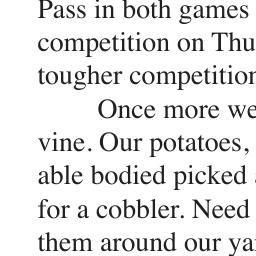 Pass in both games
competition on Thu
tougher competition
Once more we
vine. Our potatoes,
able bodied picked
for a cobbler. Need
them around our ya